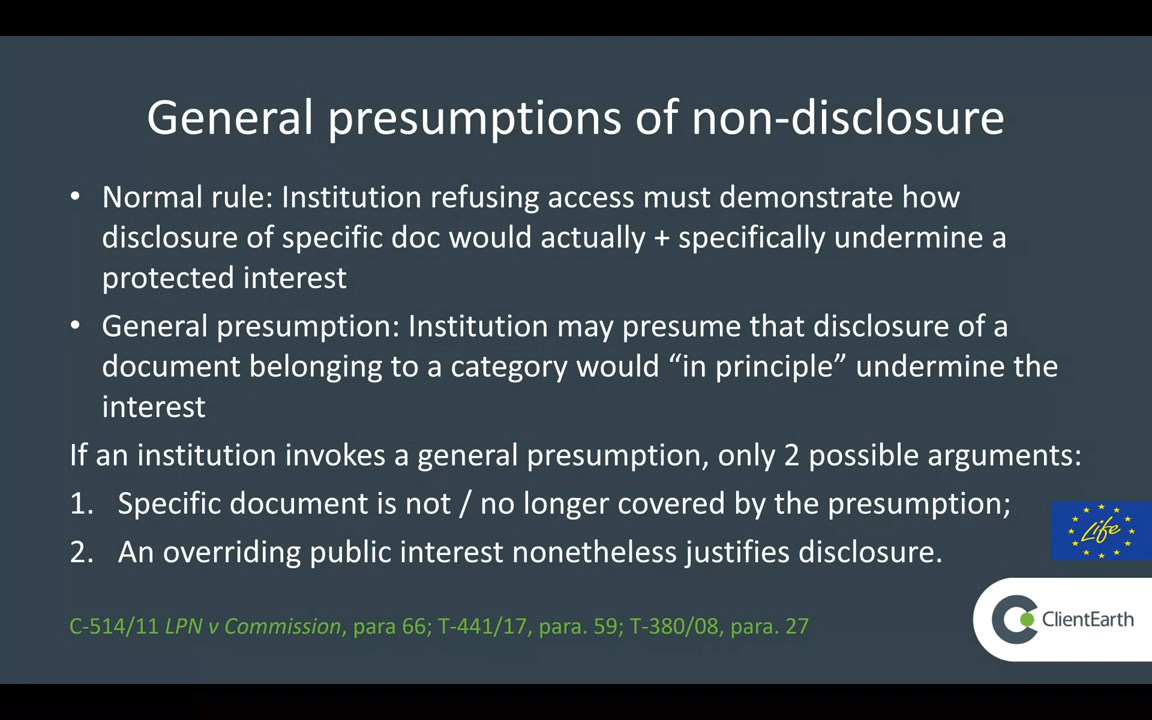 General presumptions of non-disclosure
• Normal rule: Institution refusing access must demonstrate how
disclosure of specific doc would actually + specifically undermine a
protected interest
• General presumption: Institution may presume that disclosure of a
document belonging to a category would “in principle” undermine the
interest
If an institution invokes a general presumption, only 2 possible arguments:
1. Specific document is not / no longer covered by the presumption;
2. An overriding public interest nonetheless justifies disclosure.
Life
ClientEarth
C-514/11 LPN v Commission, para 66; T-441/17, para. 59; T-380/08, para. 27